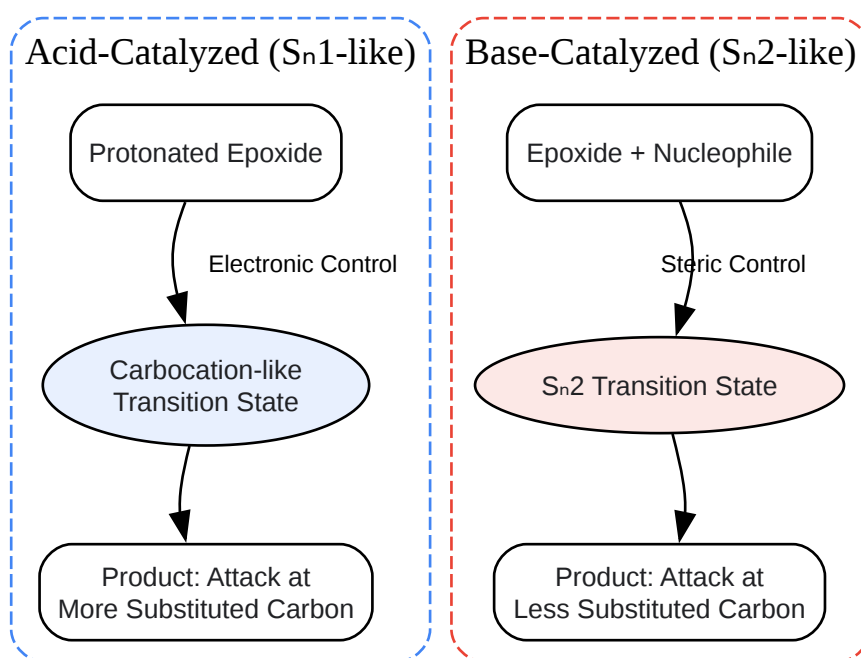 Acid-Catalyzed (Sₙ1-like)
Protonated Epoxide
Electronic Control
Carbocation-like
Transition State
Product: Attack at
More Substituted Carbon
Base-Catalyzed (Sₙ2-like)
Epoxide + Nucleophile
Steric Control
Sₙ2 Transition State
Product: Attack at
Less Substituted Carbon